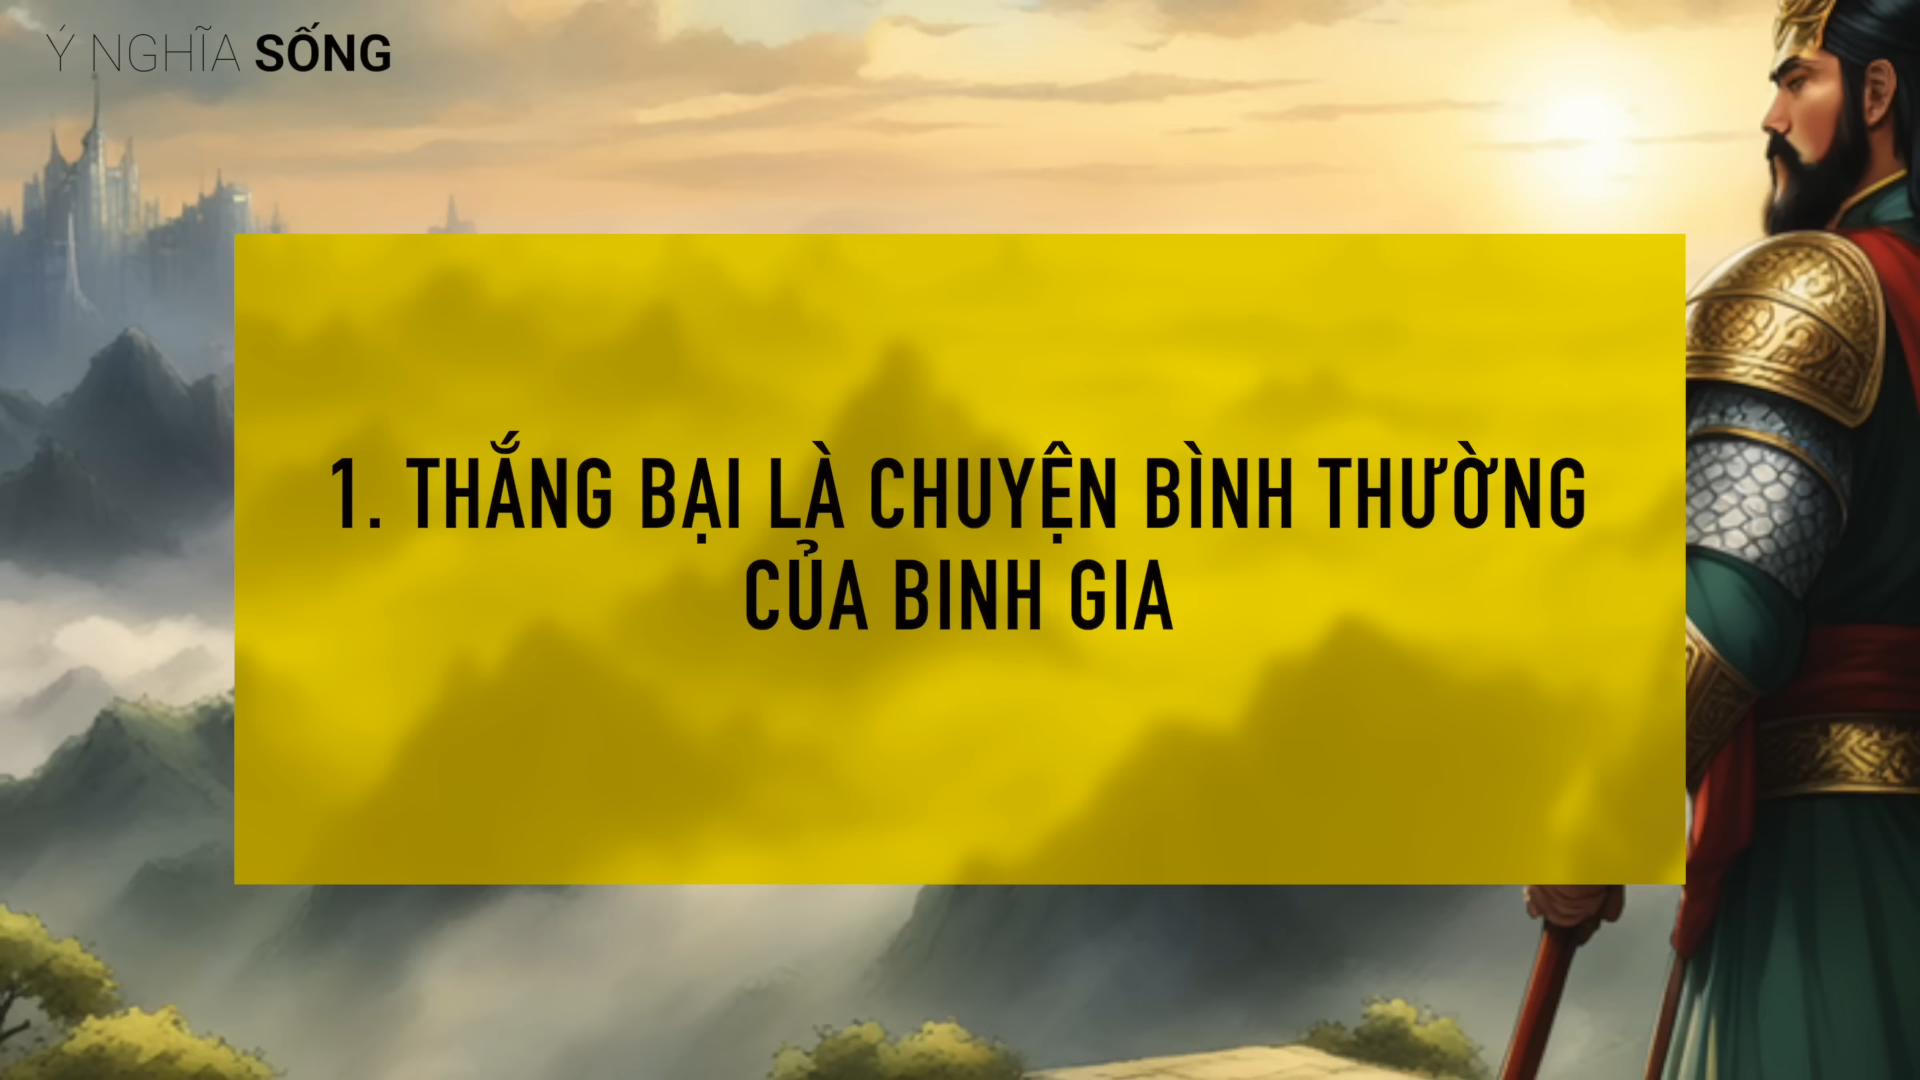 Ý NGHĨA SỐNG
1. THẮNG BẠI LÀ CHUYỆN BÌNH THƯỜNG
CỦA BINH GIA